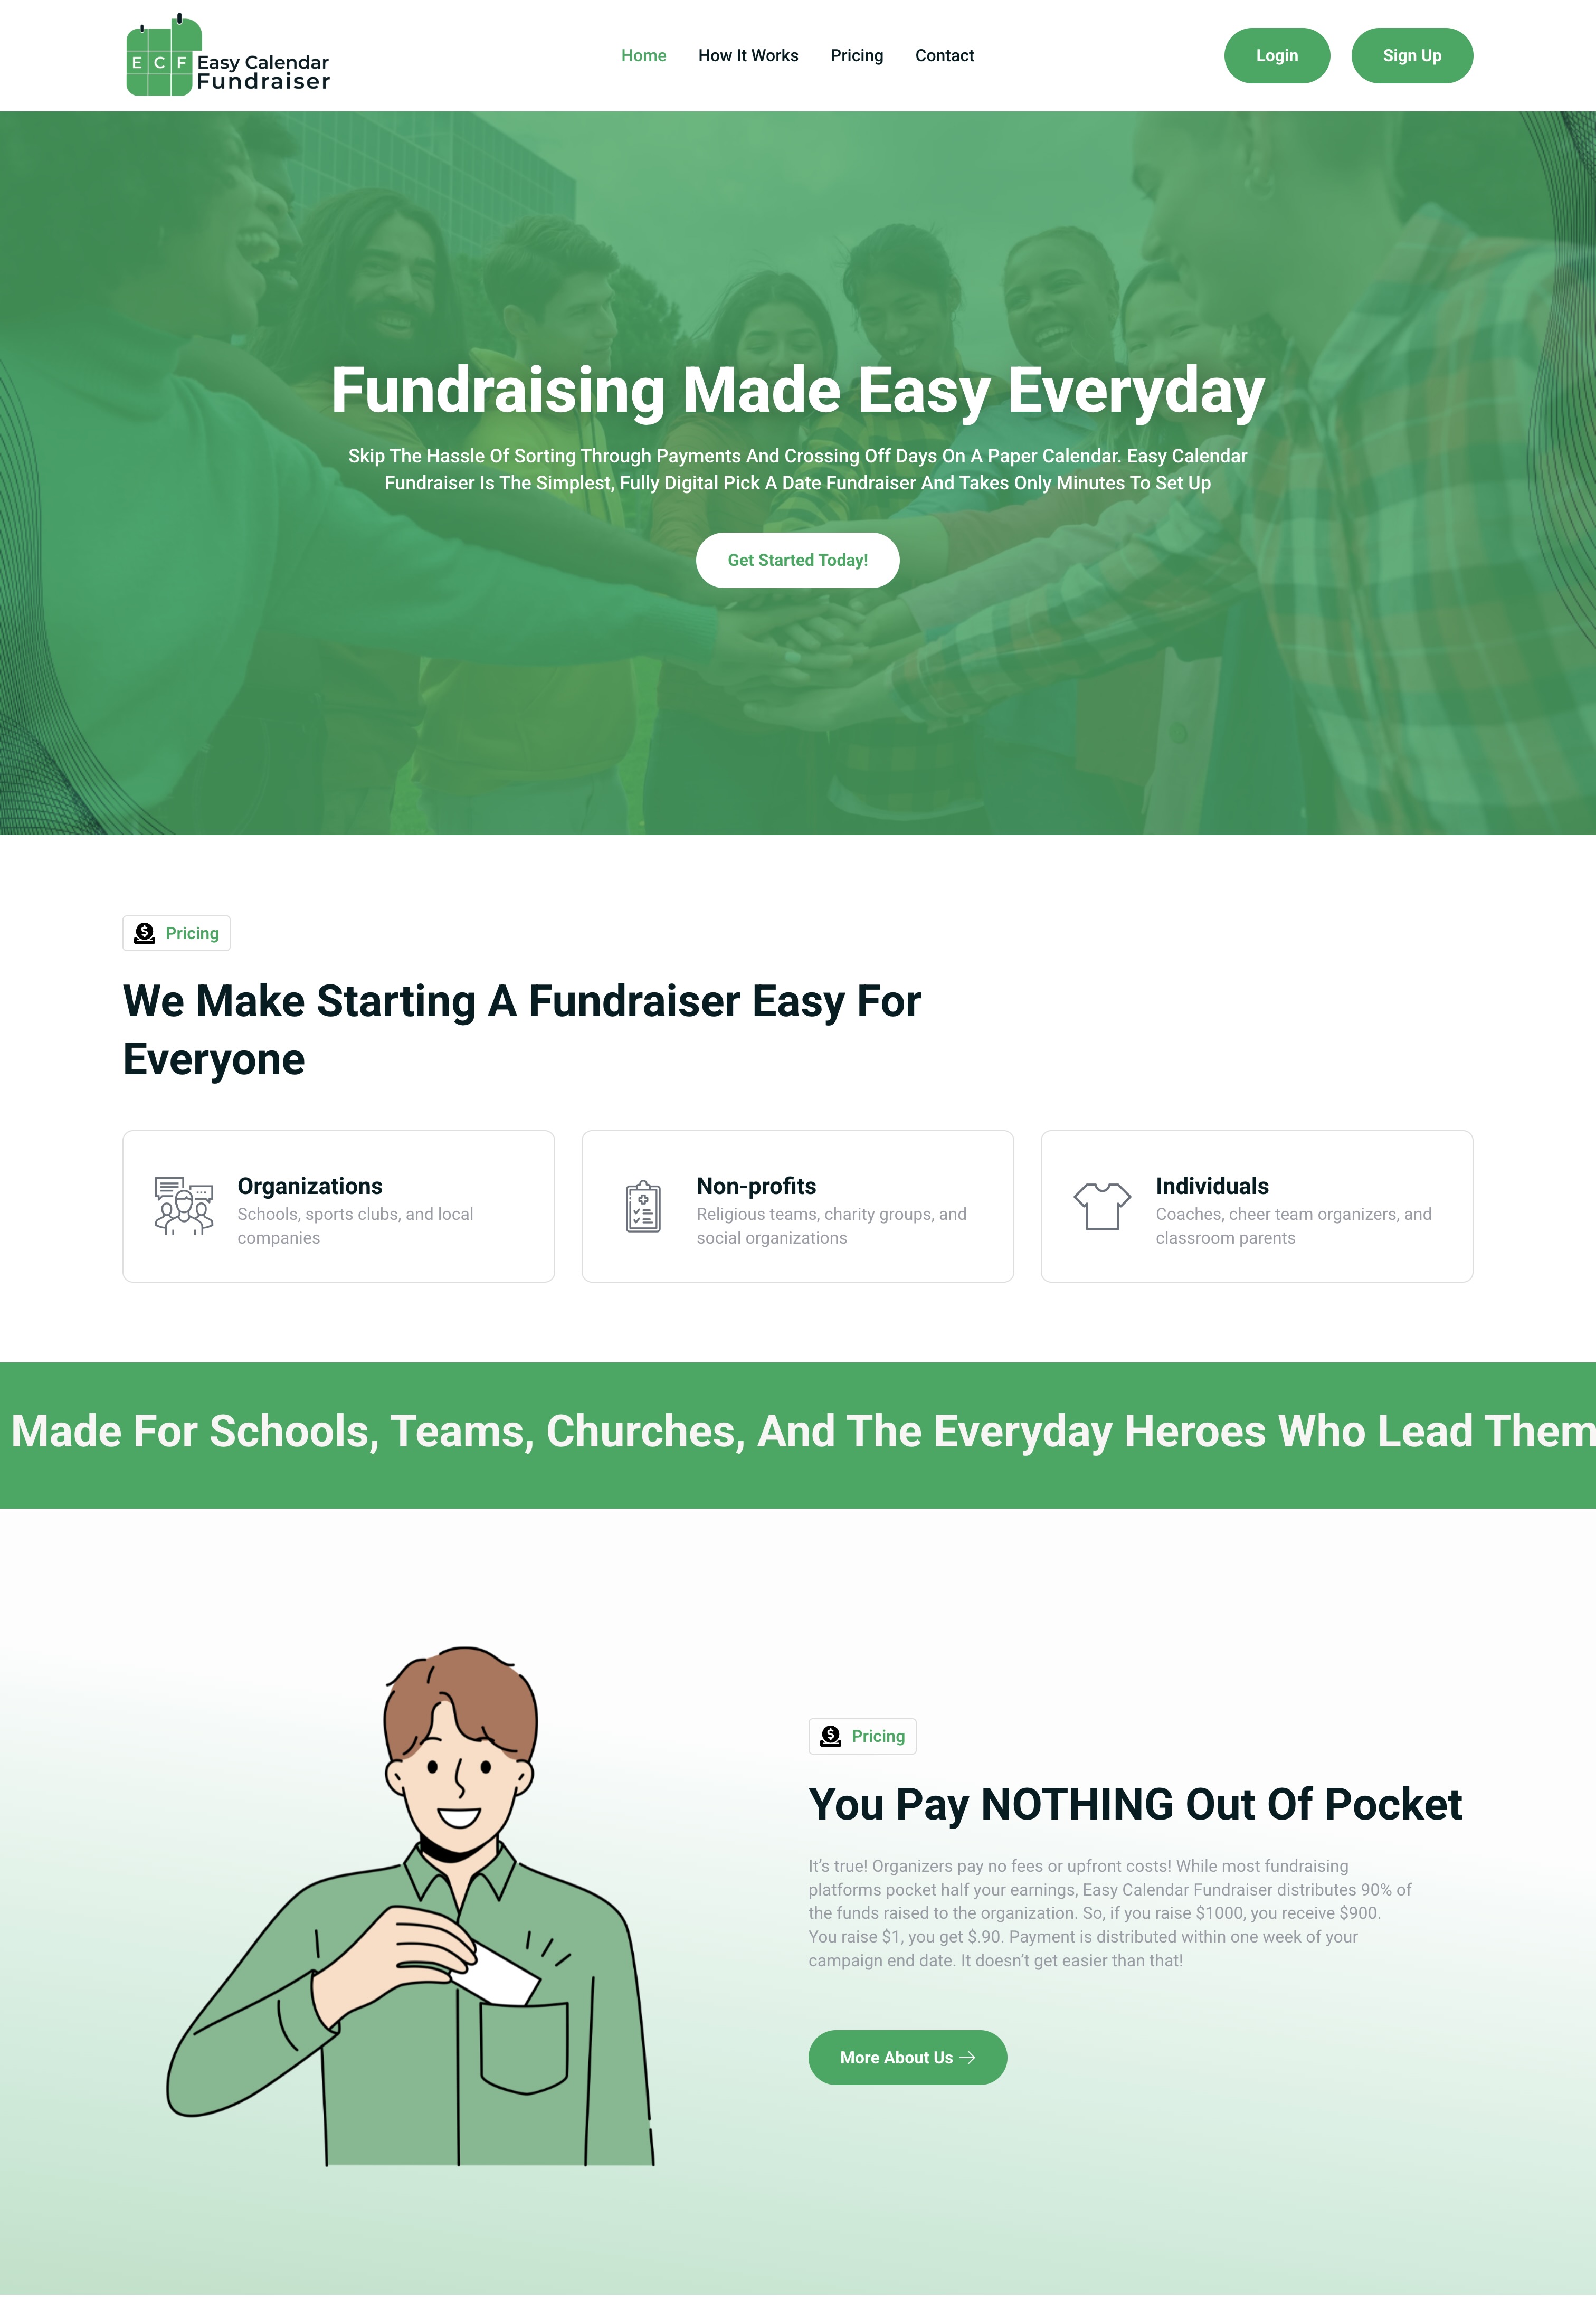 E C F
Easy Calendar
Fundraiser
Home
How It Works
Pricing
Contact
Login
Sign Up
Fundraising Made Easy Everyday
Skip The Hassle Of Sorting Through Payments And Crossing Off Days On A Paper Calendar. Easy Calendar
Fundraiser Is The Simplest, Fully Digital Pick A Date Fundraiser And Takes Only Minutes To Set Up
Get Started Today!
Pricing
We Make Starting A Fundraiser Easy For
Everyone
Organizations
Schools, sports clubs, and local
companies
Non-profits
Religious teams, charity groups, and
social organizations
Individuals
Coaches, cheer team organizers, and
classroom parents
Made For Schools, Teams, Churches, And The Everyday Heroes Who Lead Them
Pricing
You Pay NOTHING Out Of Pocket
It’s true! Organizers pay no fees or upfront costs! While most fundraising
platforms pocket half your earnings, Easy Calendar Fundraiser distributes 90% of
the funds raised to the organization. So, if you raise $1000, you receive $900.
You raise $1, you get $.90. Payment is distributed within one week of your
campaign end date. It doesn’t get easier than that!
More About Us